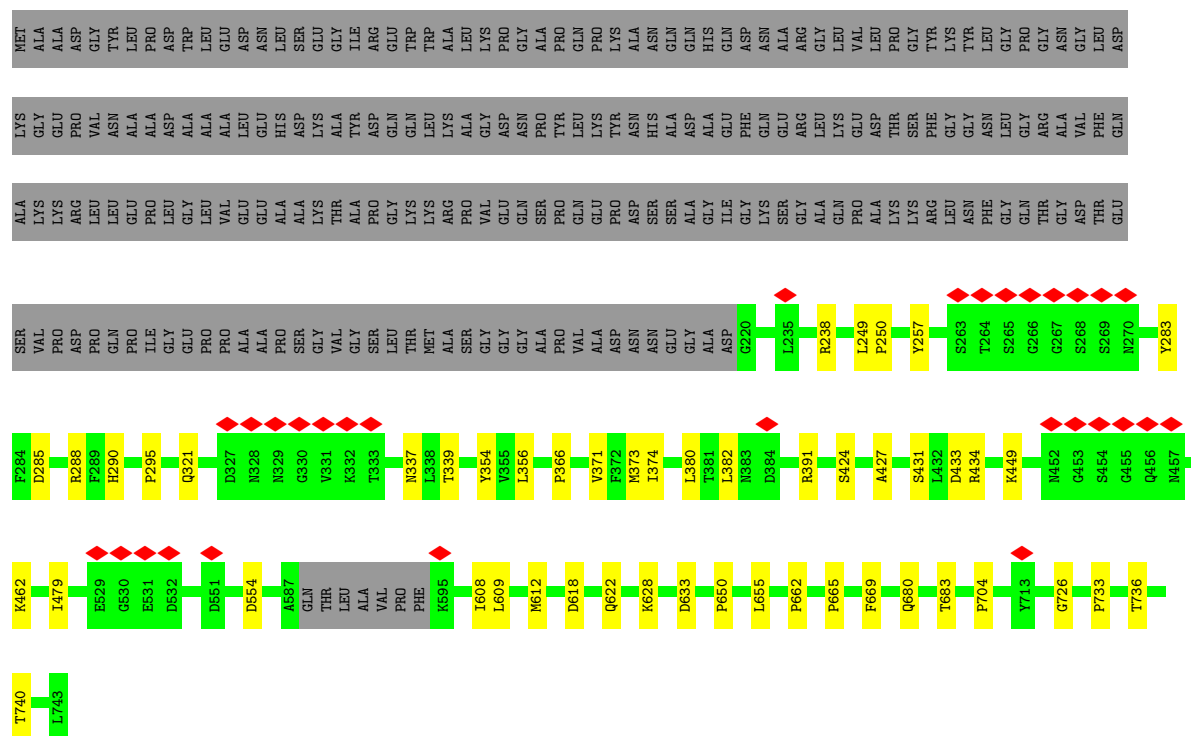 MET ALA ALA ASP GLY TYR LEU PRO ASP TRP LEU GLU ASP ASN LEU SER GLU GLY ILE ARG GLU TRP TRP ALA LEU LYS PRO GLY ALA PRO GLN PRO LYS ALA ASN GLN GLN HIS GLN ASP ASN ALA ARG GLY LEU VAL LEU PRO GLY TYR LYS TYR LEU GLY PRO GLY ASN GLY LEU ASP
LYS GLY GLU PRO VAL ASN ALA ALA ASP ALA ALA ALA LEU GLU HIS ASP LYS ALA TYR ASP GLN GLN LEU LYS ALA GLY ASP ASN PRO TYR LEU LYS TYR ASN HIS ALA ASP ALA GLU PHE GLN GLU ARG LEU LYS GLU ASP THR SER PHE GLY GLY ASN LEU GLY ARG ALA VAL PHE GLN
ALA LYS LYS ARG LEU LEU GLU PRO LEU GLY LEU VAL GLU GLU ALA ALA LYS THR ALA PRO GLY LYS LYS ARG PRO VAL GLU GLN SER PRO GLN GLU PRO ASP SER SER ALA GLY ILE GLY LYS SER GLY ALA GLN PRO ALA LYS LYS ARG LEU ASN PHE GLY GLN THR GLY ASP THR GLU
SER VAL PRO ASP PRO GLN PRO ILE GLY GLU PRO PRO ALA ALA PRO SER GLY VAL GLY SER LEU THR MET ALA SER GLY GLY GLY ALA PRO VAL ALA ASP ASN ASN GLU GLY ALA ASP G220 L235 R238 L249 P250 Y257 S263 T264 S265 G266 G267 S268 S269 N270 Y283
F284 D285 R288 F289 H290 P295 Q321 D327 N328 N329 G330 V331 K332 T333 N337 L338 T339 Y354 V355 L356 P366 V371 F372 M373 I374 L380 T381 L382 N383 D384 R391 S424 A427 S431 L432 D433 R434 K449 N452 G453 S454 G455 Q456 N457
K462 I479 E529 G530 E531 D532 D551 D554 A587 GLN THR LEU ALA VAL PRO PHE K595 I608 L609 M612 D618 Q622 K628 D633 P650 L655 P662 P665 F669 Q680 T683 P704 Y713 G726 P733 T736
T740 L743